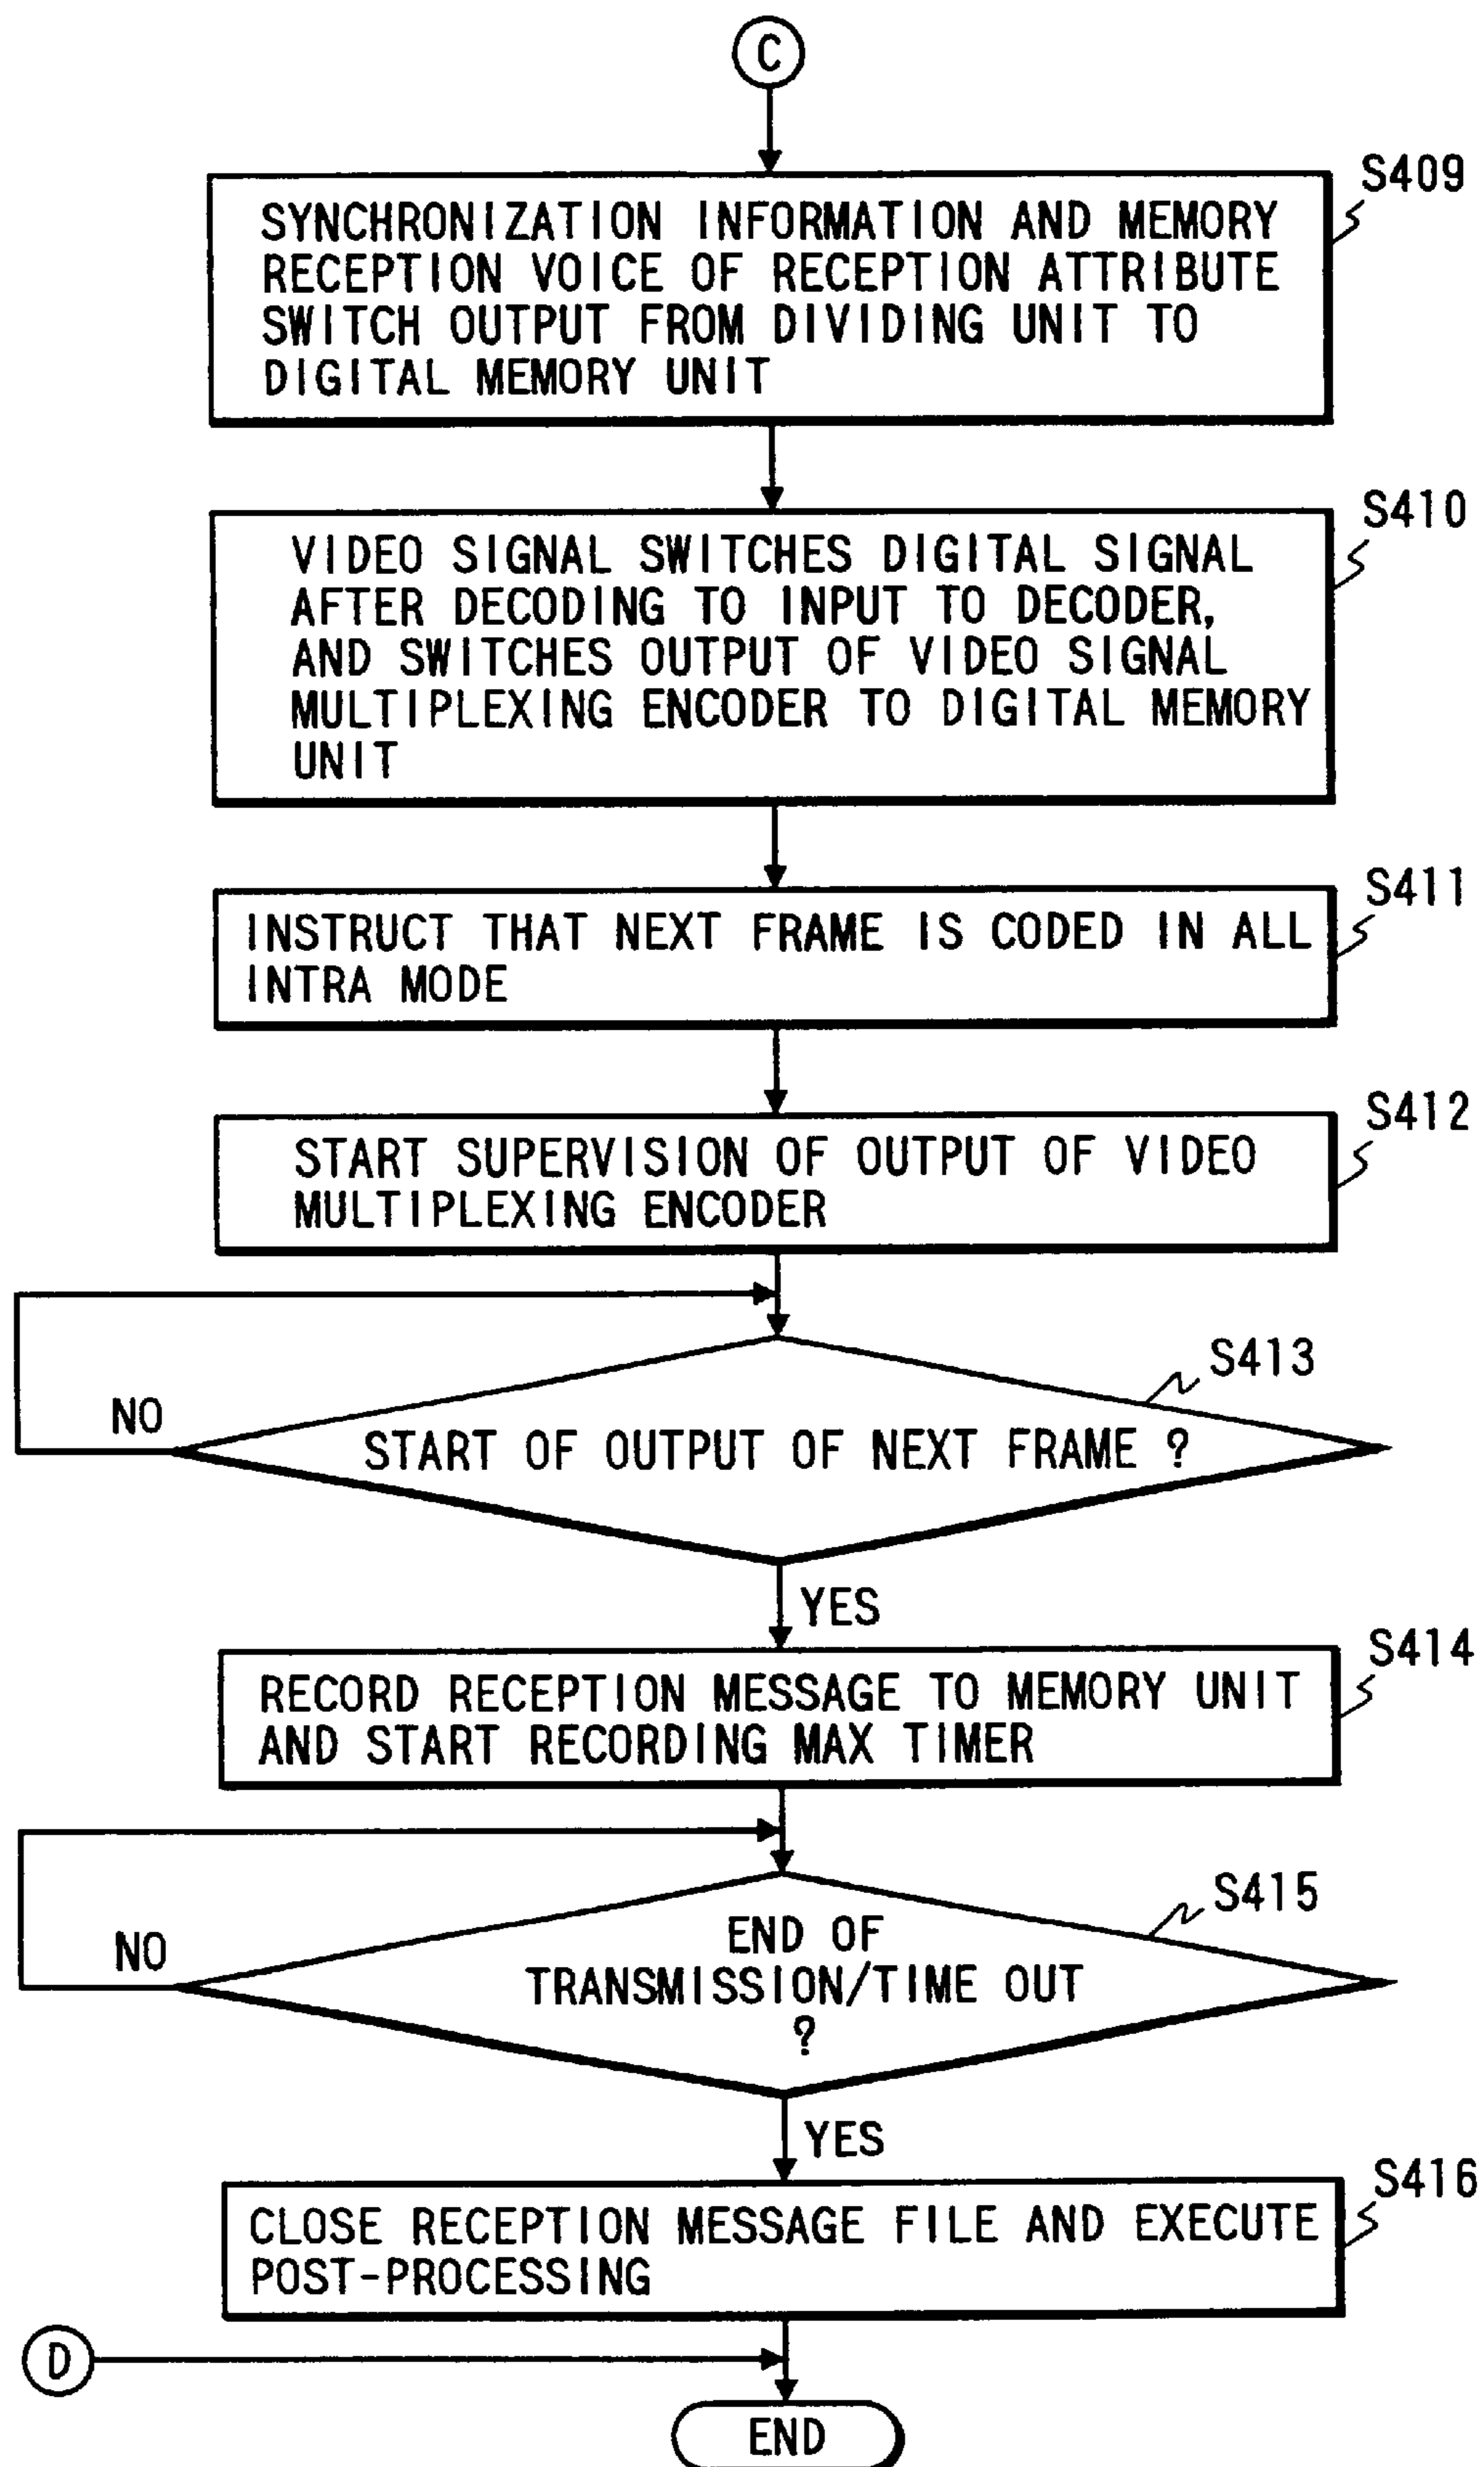 C
S409
SYNCHRONIZATION INFORMATION AND MEMORY
RECEPTION VOICE OF RECEPTION ATTRIBUTE
SWITCH OUTPUT FROM DIVIDING UNIT TO
DIGITAL MEMORY UNIT
S410
VIDEO SIGNAL SWITCHES DIGITAL SIGNAL
AFTER DECODING TO INPUT TO DECODER,
AND SWITCHES OUTPUT OF VIDEO SIGNAL
MULTIPLEXING ENCODER TO DIGITAL MEMORY
UNIT
S411
INSTRUCT THAT NEXT FRAME IS CODED IN ALL
INTRA MODE
S412
START SUPERVISION OF OUTPUT OF VIDEO
MULTIPLEXING ENCODER
S413
NO
START OF OUTPUT OF NEXT FRAME ?
YES
S414
RECORD RECEPTION MESSAGE TO MEMORY UNIT
AND START RECORDING MAX TIMER
S415
NO
END OF
TRANSMISSION/TIME OUT
?
YES
S416
CLOSE RECEPTION MESSAGE FILE AND EXECUTE
POST-PROCESSING
D
END